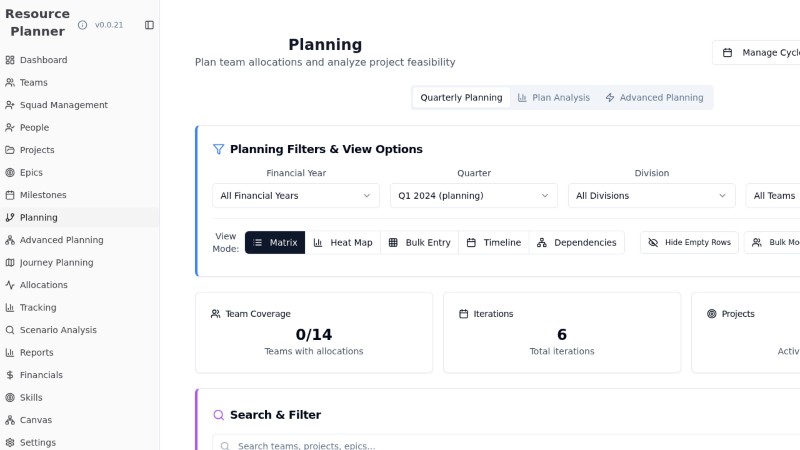 Resource Planner
v0.0.21
Dashboard
Teams
Squad Management
People
Projects
Epics
Milestones
Planning
Advanced Planning
Journey Planning
Allocations
Tracking
Scenario Analysis
Reports
Financials
Skills
Canvas
Settings
Planning
Plan team allocations and analyze project feasibility
Quarterly Planning
Plan Analysis
Advanced Planning
Planning Filters & View Options
Financial Year
Quarter
Division
All Financial Years
Q1 2024 (planning)
All Divisions
All Teams
View Mode:
Matrix
Heat Map
Bulk Entry
Timeline
Dependencies
Hide Empty Rows
Bulk Mo
Team Coverage
0/14
Teams with allocations
Iterations
6
Total iterations
Projects
Activ
Search & Filter
Search teams, projects, epics...
Manage Cycl